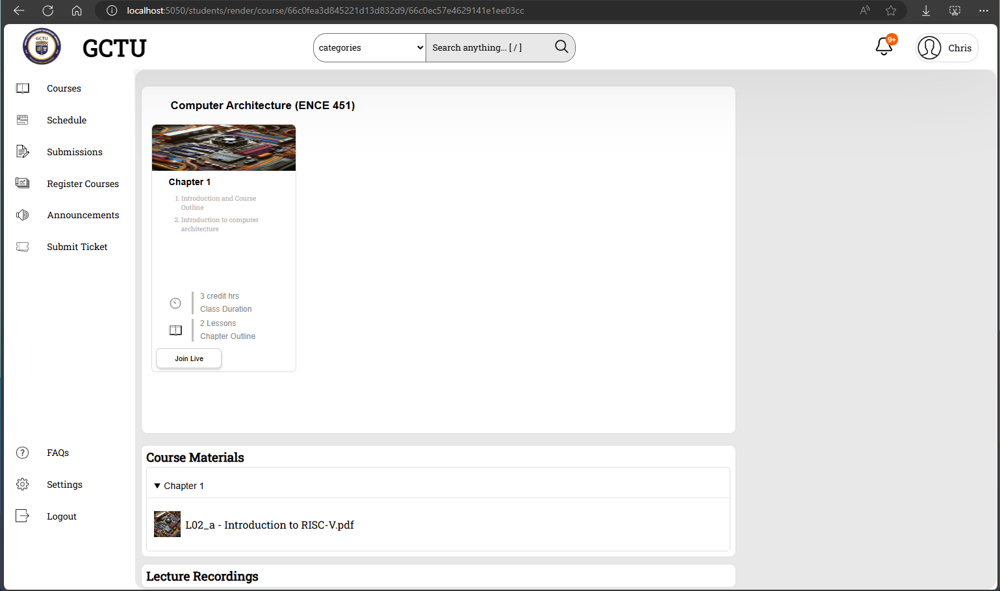 localhost:5050/students/render/course/66c0fea3d845221d13d832d9/66c0ec57e4629141e1ee03cc
GCTU
GCTU
categories
Search anything... [ / ]
9+
Chris
Courses
Schedule
Submissions
Register Courses
Announcements
Submit Ticket
FAQs
Settings
Logout
Computer Architecture (ENCE 451)
Chapter 1
1. Introduction and Course
Outline
2. Introduction to computer
architecture
3 credit hrs
Class Duration
2 Lessons
Chapter Outline
Join Live
Course Materials
Chapter 1
L02_a - Introduction to RISC-V.pdf
Lecture Recordings